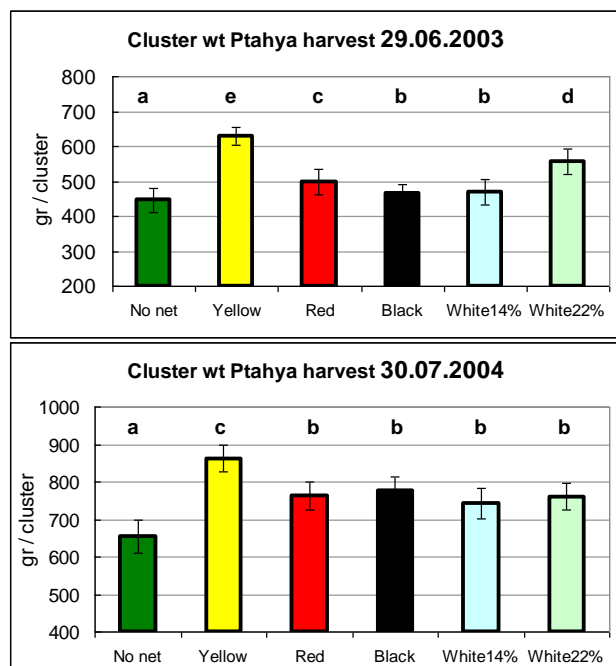 Cluster wt Ptahya harvest 29.06.2003
800
700
600
500
400
300
200
gr / cluster
a e c b b d
No net Yellow Red Black White14% White22%
Cluster wt Ptahya harvest 30.07.2004
1000
900
800
700
600
500
400
gr / cluster
a c b b b b
No net Yellow Red Black White14% White22%